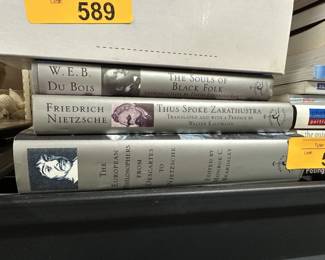 589
W. E. B.
DU BOIS
THE SOULS OF
BLACK FOLK
FRIEDRICH
NIETZSCHE
THUS SPOKE ZARATHUSTRA
TRANSLATED AND WITH A PREFACE BY
WALTER KAUFMANN
THE
EUROPEAN
PHILOSOPHERS
FROM
DESCARTES
TO
NIETZSCHE
EDITED BY
MONROE C.
BEARDSLEY
Posing